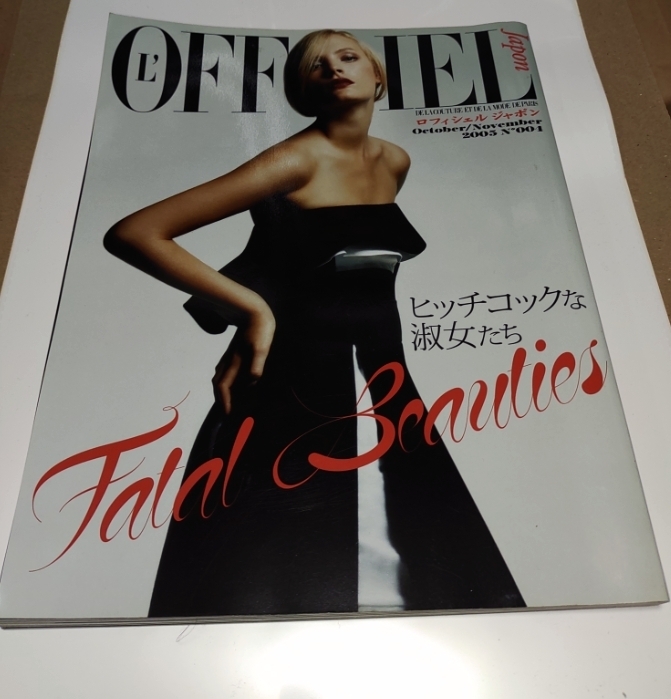 L'OFFICIEL
Japon
DE LA COUTURE ET DE LA MODE DE PARIS
ロフィシェル ジャポン
October/November
2005 N°004
ヒッチコックな
淑女たち
Fatal Beauties